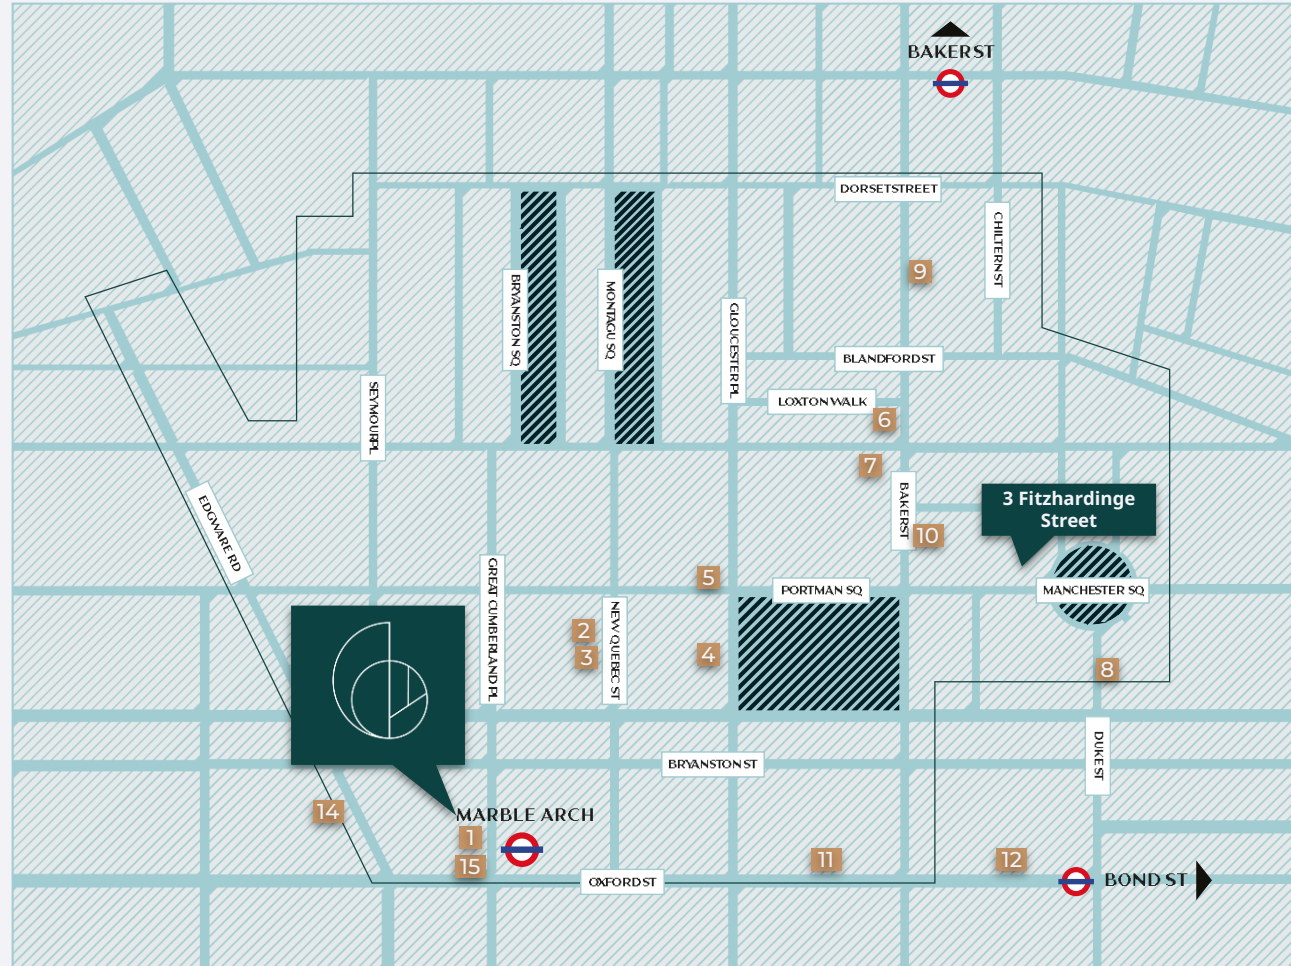 BAKER ST
DORSET STREET
CHILTERN ST
9
BRYANSTON SQ
MONTAGU SQ
GLOUCESTER PL
BLANDFORD ST
SEYMOUR PL
LOXTON WALK
6
7
BAKER ST
10
3 Fitzhardinge
Street
EDGWARE RD
5
PORTMAN SQ
MANCHESTER SQ
GREAT CUMBERLAND PL
2
3
NEW QUEBEC ST
4
8
DUKE ST
BRYANSTON ST
14
MARBLE ARCH
1
15
OXFORD ST
11
12
BOND ST